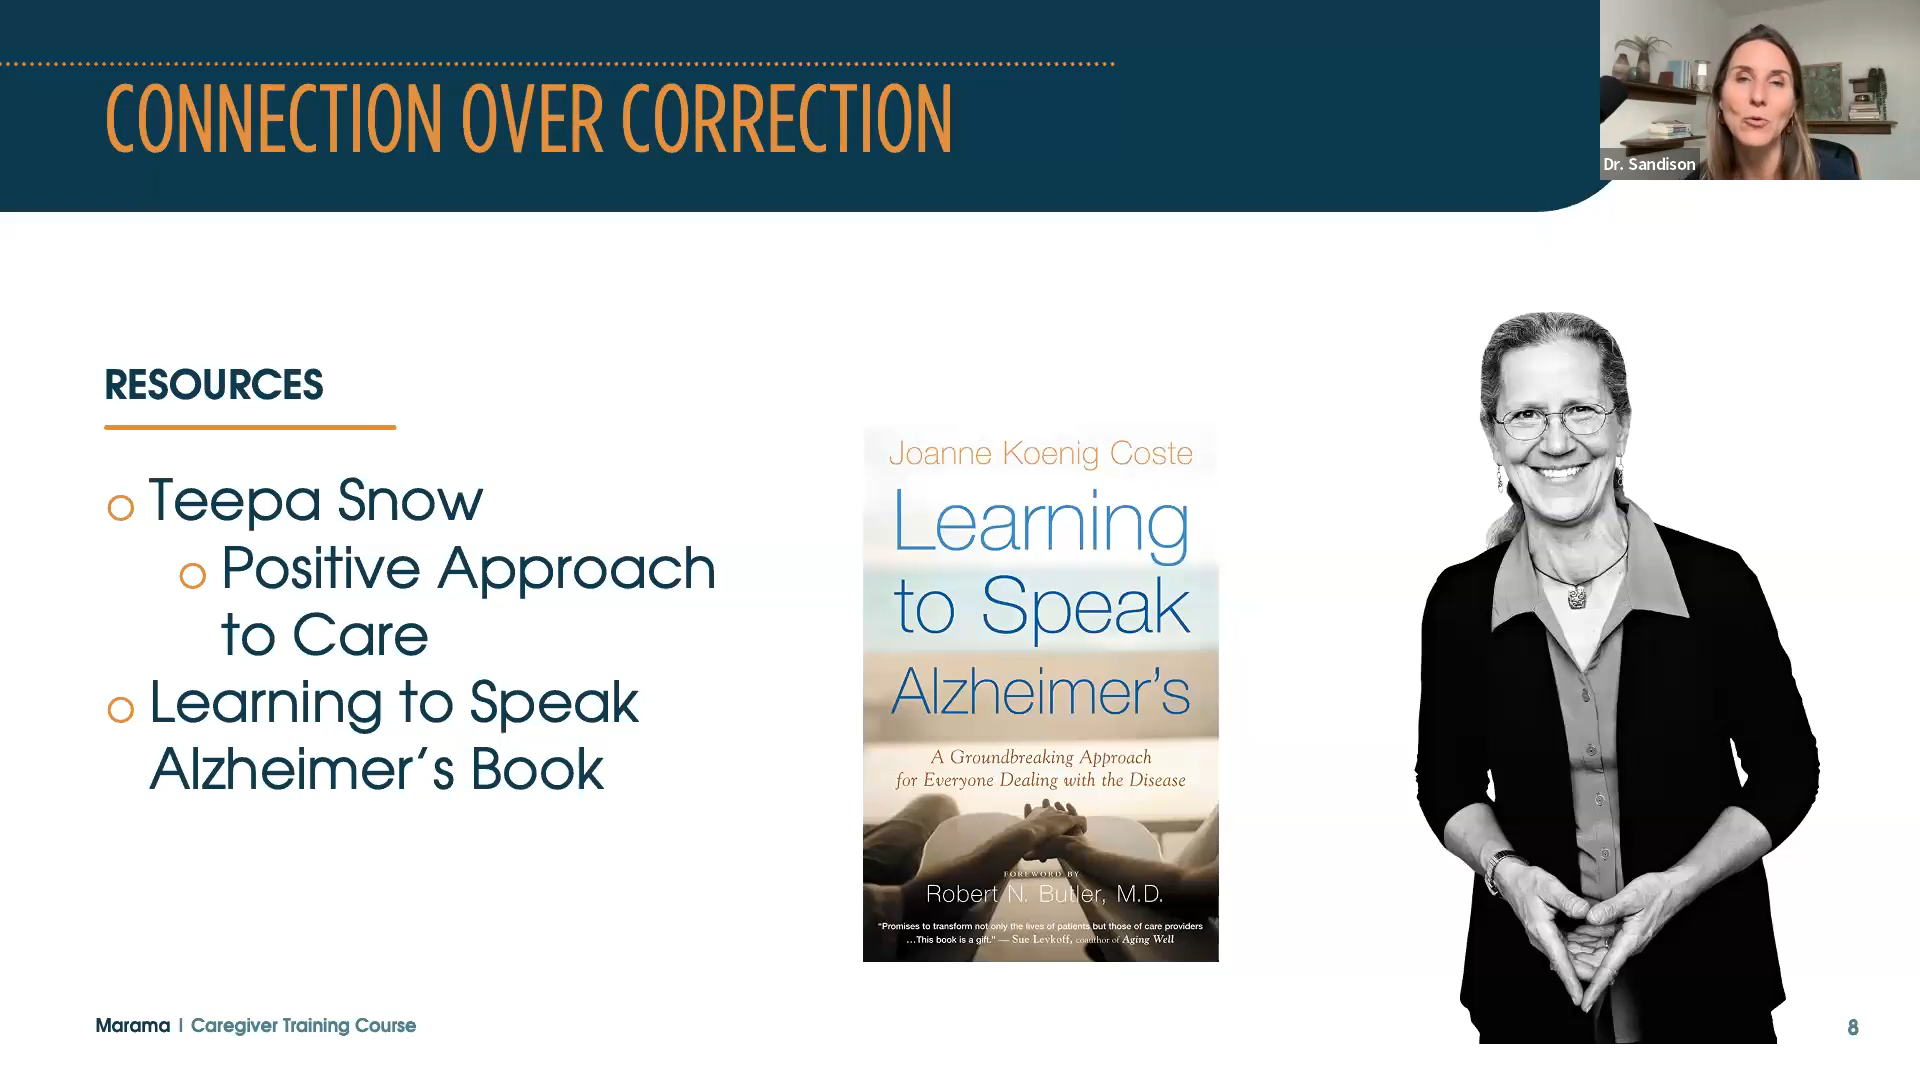 CONNECTION OVER CORRECTION
Dr. Sandison
RESOURCES
Teepa Snow
Positive Approach
to Care
Learning to Speak
Alzheimer's Book
Joanne Koenig Coste
Learning
to Speak
Alzheimer's
A Groundbreaking Approach
for Everyone Dealing with the Disease
FOREWORD BY
Robert N. Butler, M.D.
"Promises to transform not only the lives of patients but those of care providers
...This book is a gift." — Sue Levkoff, coauthor of Aging Well
Marama | Caregiver Training Course
8